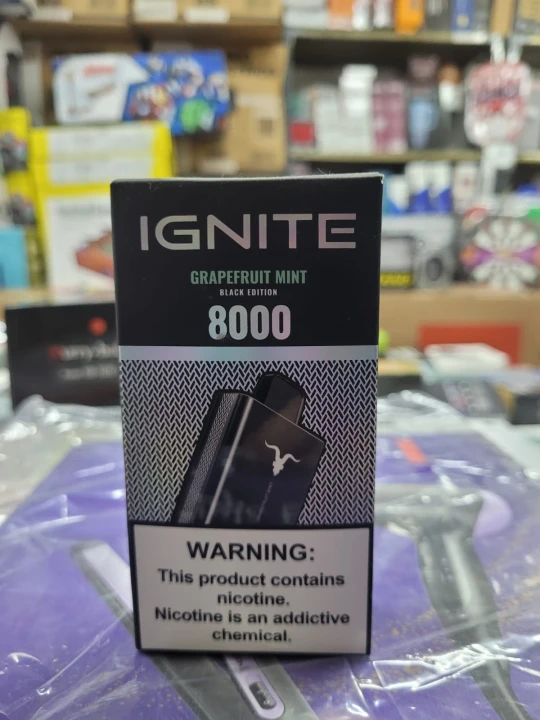 IGNITE
GRAPEFRUIT MINT
BLACK EDITION
8000
WARNING:
This product contains
nicotine.
Nicotine is an addictive
chemical.